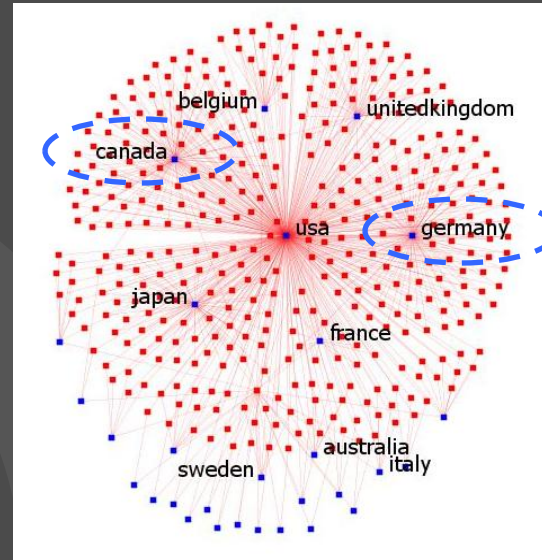 belgium
unitedkingdom
canada
usa
germany
japan
france
australia
sweden
italy